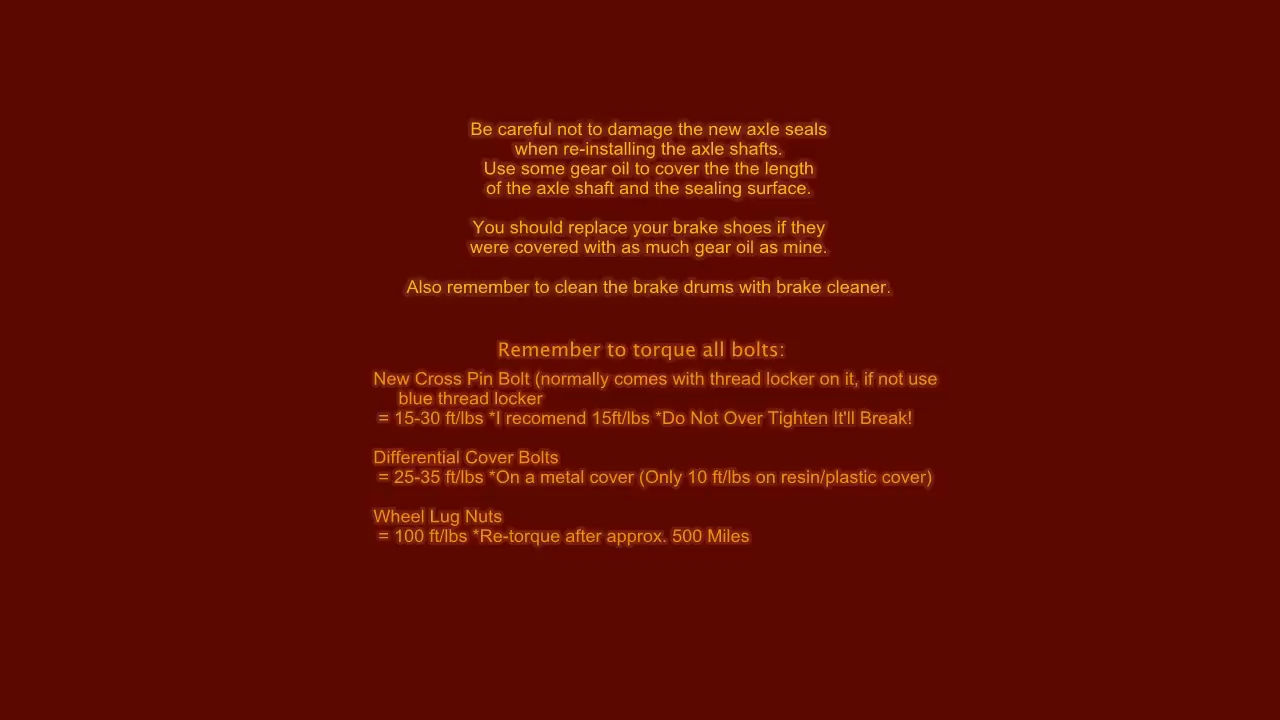 Be careful not to damage the new axle seals
when re-installing the axle shafts.
Use some gear oil to cover the the length
of the axle shaft and the sealing surface.
You should replace your brake shoes if they
were covered with as much gear oil as mine.
Also remember to clean the brake drums with brake cleaner.
Remember to torque all bolts:
New Cross Pin Bolt (normally comes with thread locker on it, if not use
blue thread locker
= 15-30 ft/lbs *I recomend 15ft/lbs *Do Not Over Tighten It'll Break!
Differential Cover Bolts
= 25-35 ft/lbs *On a metal cover (Only 10 ft/lbs on resin/plastic cover)
Wheel Lug Nuts
= 100 ft/lbs *Re-torque after approx. 500 Miles